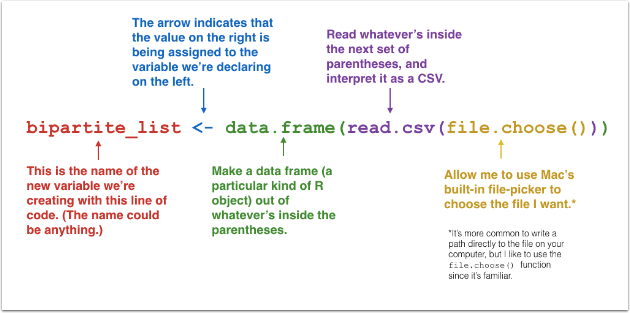 The arrow indicates that
the value on the right is
being assigned to the
variable we're declaring
on the left.
Read whatever's inside
the next set of
parentheses, and
interpret it as a CSV.
bipartite_list <- data.frame(read.csv(file.choose()))
This is the name of the
new variable we're
creating with this line of
code. (The name could
be anything.)
Make a data frame (a
particular kind of R
object) out of
whatever's inside the
parentheses.
Allow me to use Mac's
built-in file-picker to
choose the file I want.*
*It's more common to write a
path directly to the file on your
computer, but I like to use the
file.choose() function
since it's familiar.